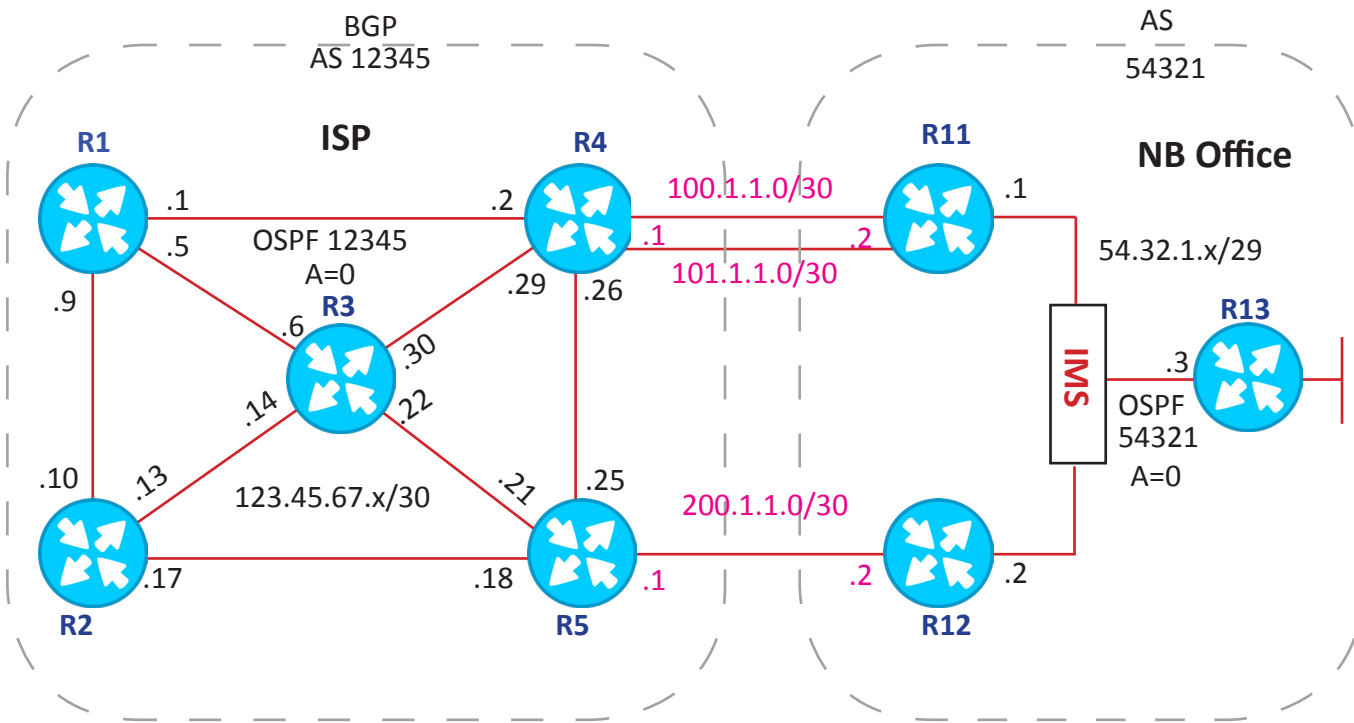 BGP
AS 12345
AS
54321
ISP
NB Office
R1
R4
R11
.1
.2
100.1.1.0/30
.1
.5
OSPF 12345
A=0
.1
.2
101.1.1.0/30
54.32.1.x/29
.9
.29
.26
R3
.6
.30
R13
IMS
.3
OSPF
54321
A=0
.14
.22
.10
.13
123.45.67.x/30
.21
.25
200.1.1.0/30
.17
.18
.1
.2
.2
R2
R5
R12